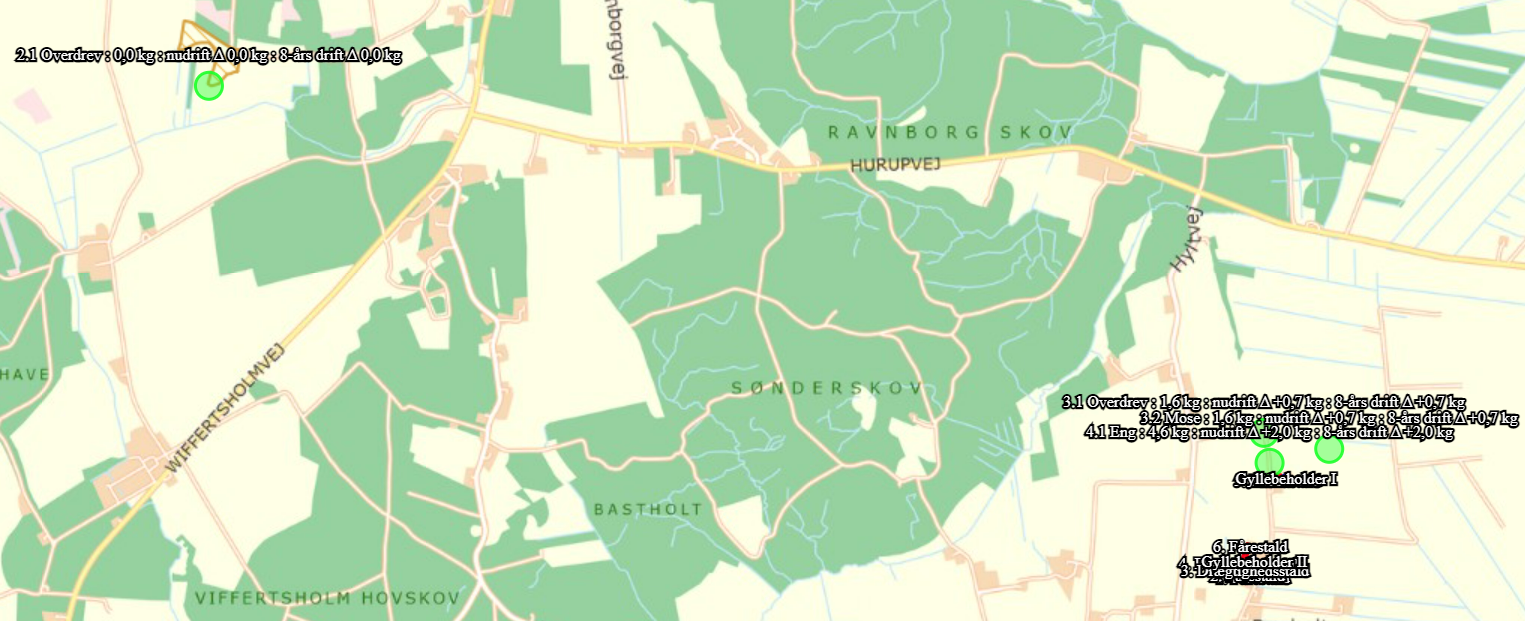 nborgvej
2.1 Overdrev : 0,0 kg : nudrift Δ 0,0 kg : 8-års drift Δ 0,0 kg
RAVNBORG SKOV
HURUPVEJ
Hyltvej
HAVE
WIFFERTSHOLMVEJ
SØNDERSKOV
3.1 Overdrev : 1,6 kg : nudrift Δ +0,7 kg : 8-års drift Δ +0,7 kg
3.2 Mose : 1,6 kg : nudrift Δ +0,7 kg : 8-års drift Δ +0,7 kg
4.1 Eng : 4,6 kg : nudrift Δ +2,0 kg : 8-års drift Δ +2,0 kg
Gyllebeholder I
BASTHOLT
6. Fårestald
Gyllebeholder II
3. Drægtighedsstald
VIFFERTSHOLM HOVSKOV